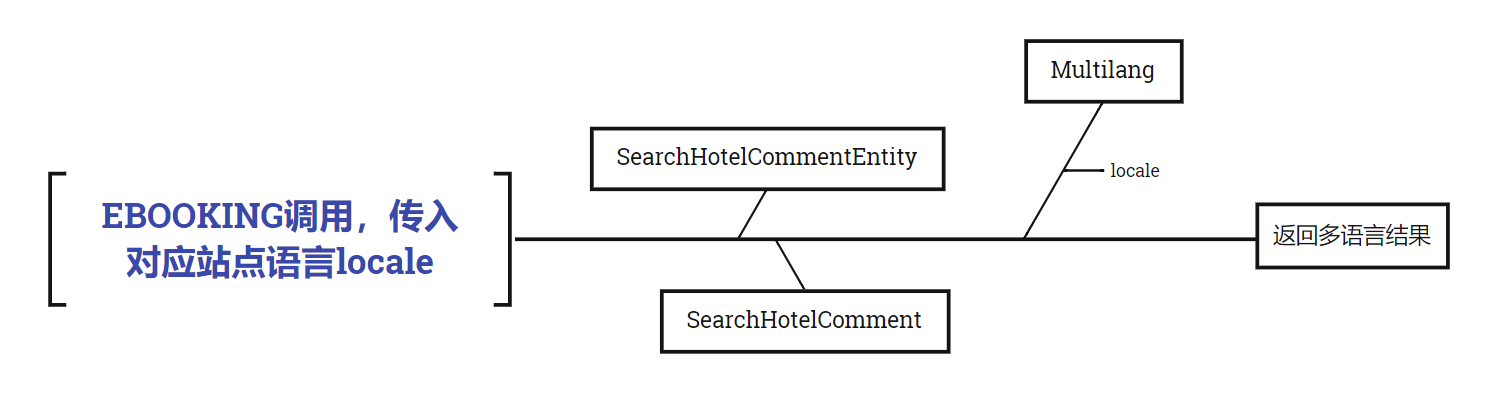 EBOOKING调用，传入
对应站点语言locale
SearchHotelCommentEntity
SearchHotelComment
Multilang
locale
返回多语言结果